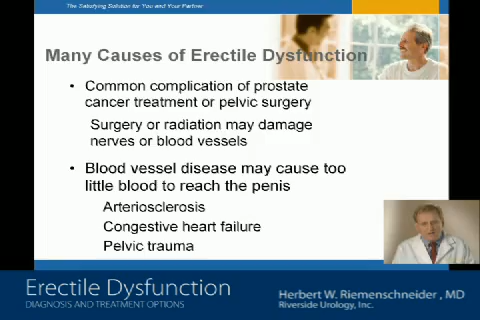 The Satisfying Solution for You and Your Partner
Many Causes of Erectile Dysfunction
• Common complication of prostate
cancer treatment or pelvic surgery
Surgery or radiation may damage
nerves or blood vessels
• Blood vessel disease may cause too
little blood to reach the penis
Arteriosclerosis
Congestive heart failure
Pelvic trauma
Erectile Dysfunction
DIAGNOSIS AND TREATMENT OPTIONS
Herbert W. Riemenschneider , MD
Riverside Urology, Inc.